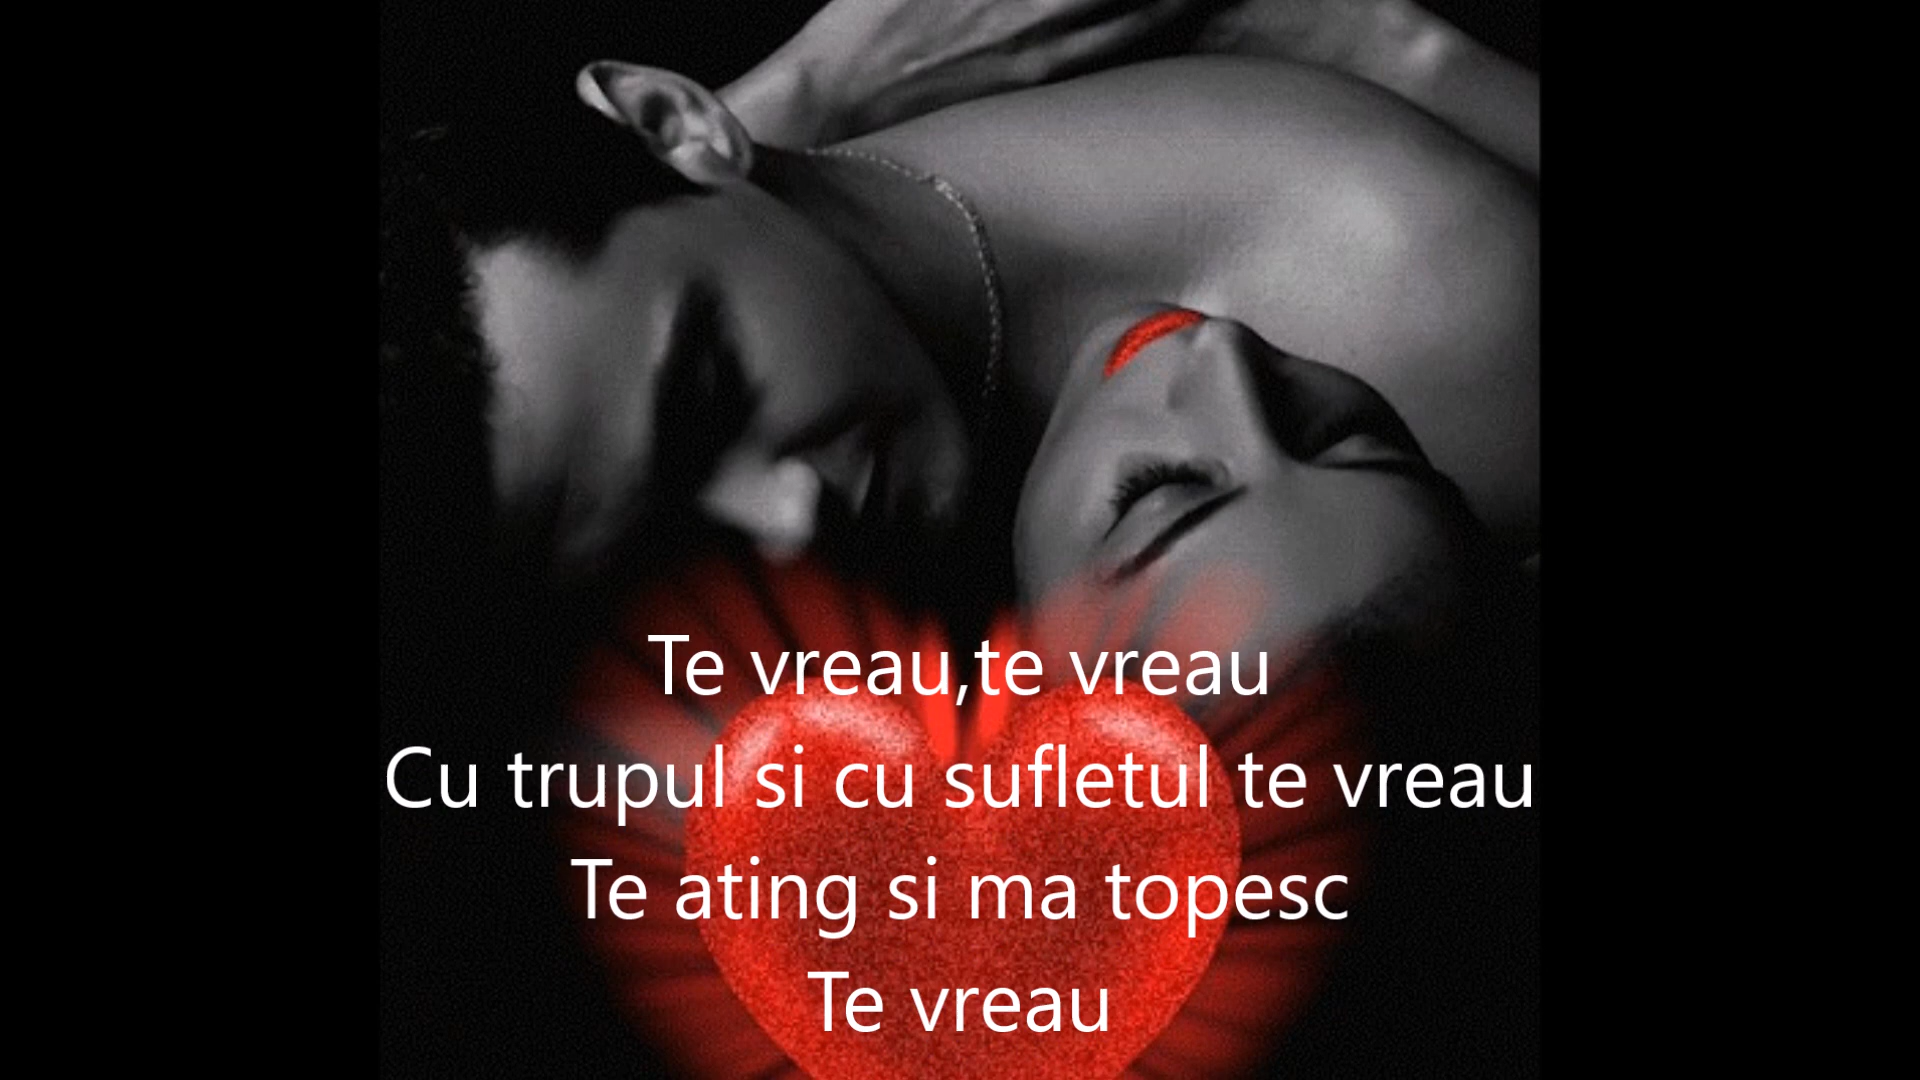 Te vreau,te vreau
Cu trupul si cu sufletul te vreau
Te ating si ma topesc
Te vreau